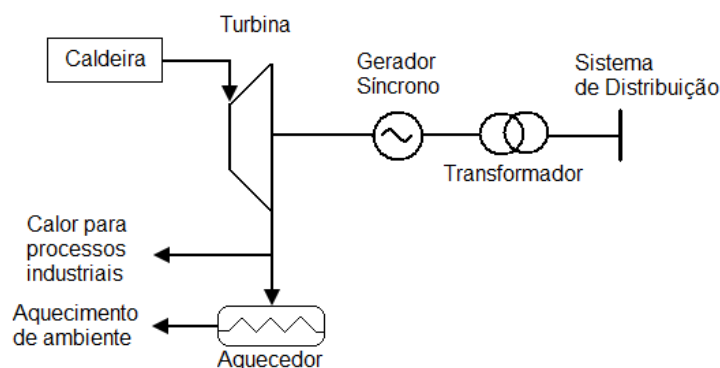 Turbina
Caldeira
Gerador
Síncrono
Sistema
de Distribuição
Transformador
Calor para
processos
industriais
Aquecimento
de ambiente
Aquecedor